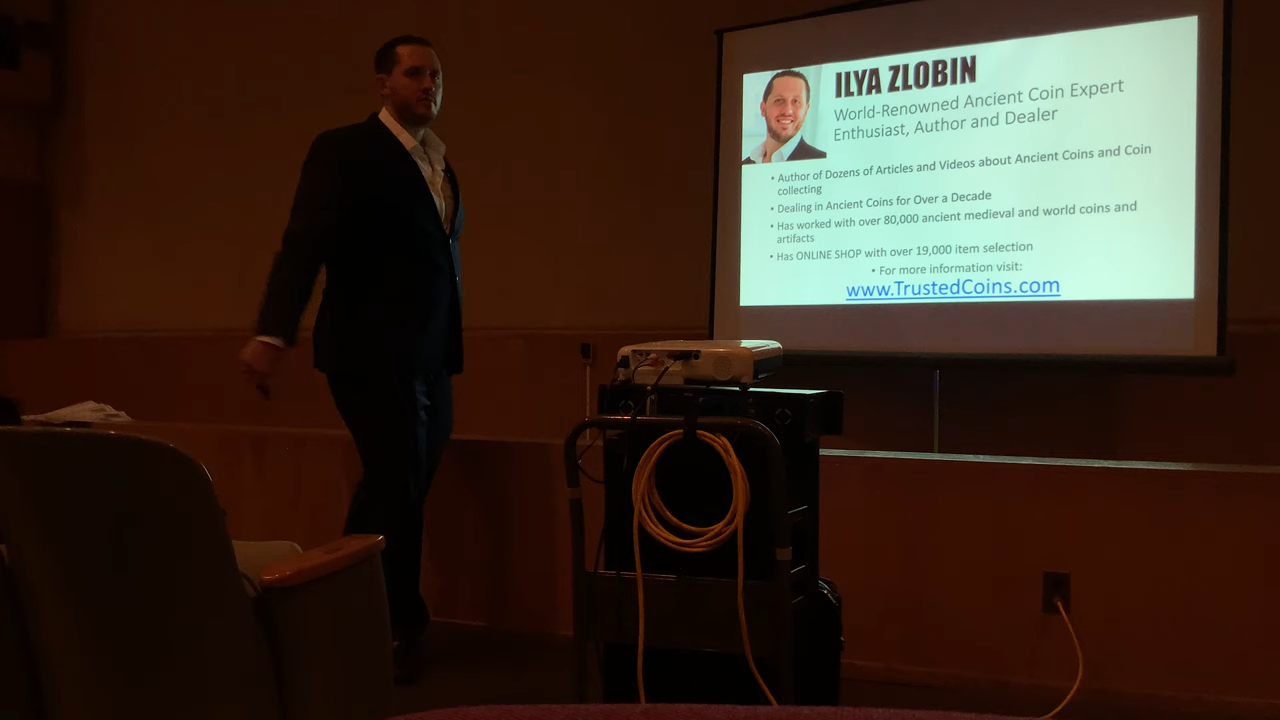 ILYA ZLOBIN
World-Renowned Ancient Coin Expert
Enthusiast, Author and Dealer
• Author of Dozens of Articles and Videos about Ancient Coins and Coin
collecting
• Dealing in Ancient Coins for Over a Decade
• Has worked with over 80,000 ancient medieval and world coins and
artifacts
• Has ONLINE SHOP with over 19,000 item selection
• For more information visit:
www.TrustedCoins.com